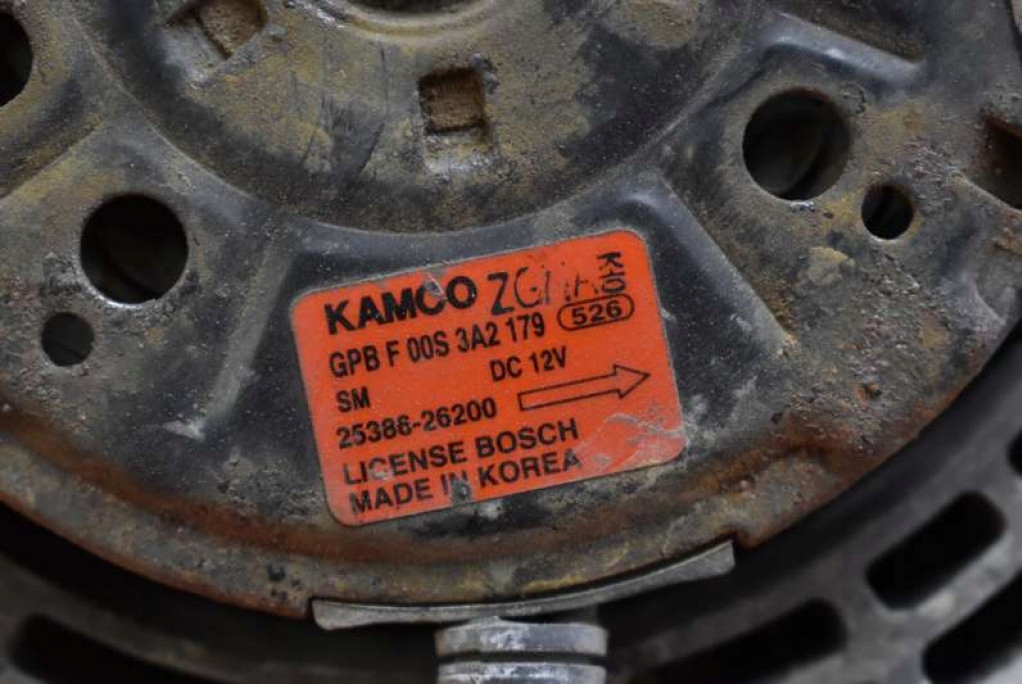 KAMCO
K10
GPB F 00S 3A2 179 526
SM DC 12V
25386-26200
LICENSE BOSCH
MADE IN KOREA